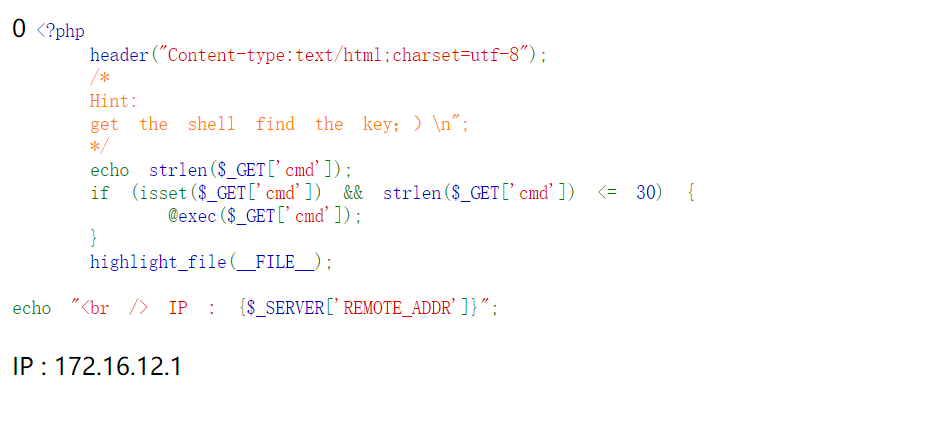 0 <?php
header("Content-type:text/html;charset=utf-8");
/*
Hint:
get the shell find the key；)\n";
*/
echo strlen($_GET['cmd']);
if (isset($_GET['cmd']) && strlen($_GET['cmd']) <= 30) {
@exec($_GET['cmd']);
}
highlight_file(__FILE__);
echo "<br /> IP : {$_SERVER['REMOTE_ADDR']}";
IP : 172.16.12.1